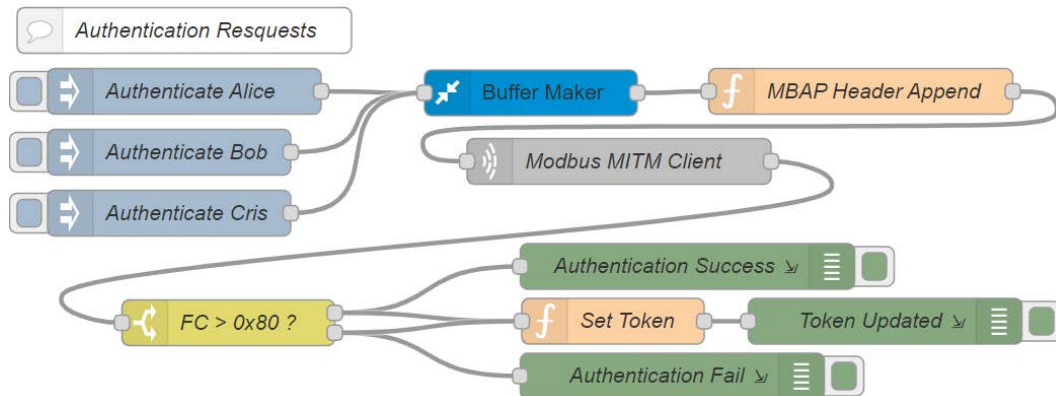 Authentication Resquests
Authenticate Alice
Buffer Maker
MBAP Header Append
Authenticate Bob
Modbus MITM Client
Authenticate Cris
Authentication Success
FC > 0x80 ?
Set Token
Token Updated
Authentication Fail